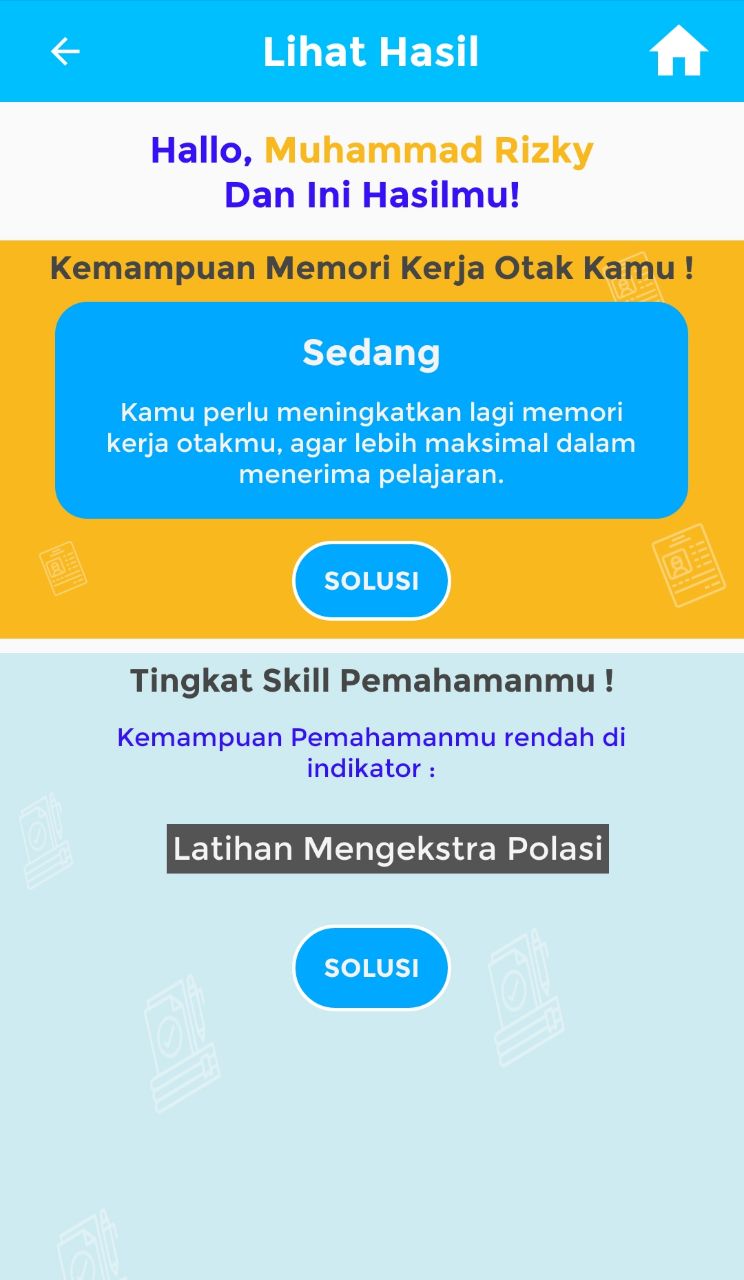 Lihat Hasil
Hallo, Muhammad Rizky
Dan Ini Hasilmu!
Kemampuan Memori Kerja Otak Kamu !
Sedang
Kamu perlu meningkatkan lagi memori
kerja otakmu, agar lebih maksimal dalam
menerima pelajaran.
SOLUSI
Tingkat Skill Pemahamanmu !
Kemampuan Pemahamanmu rendah di
indikator :
Latihan Mengekstra Polasi
SOLUSI